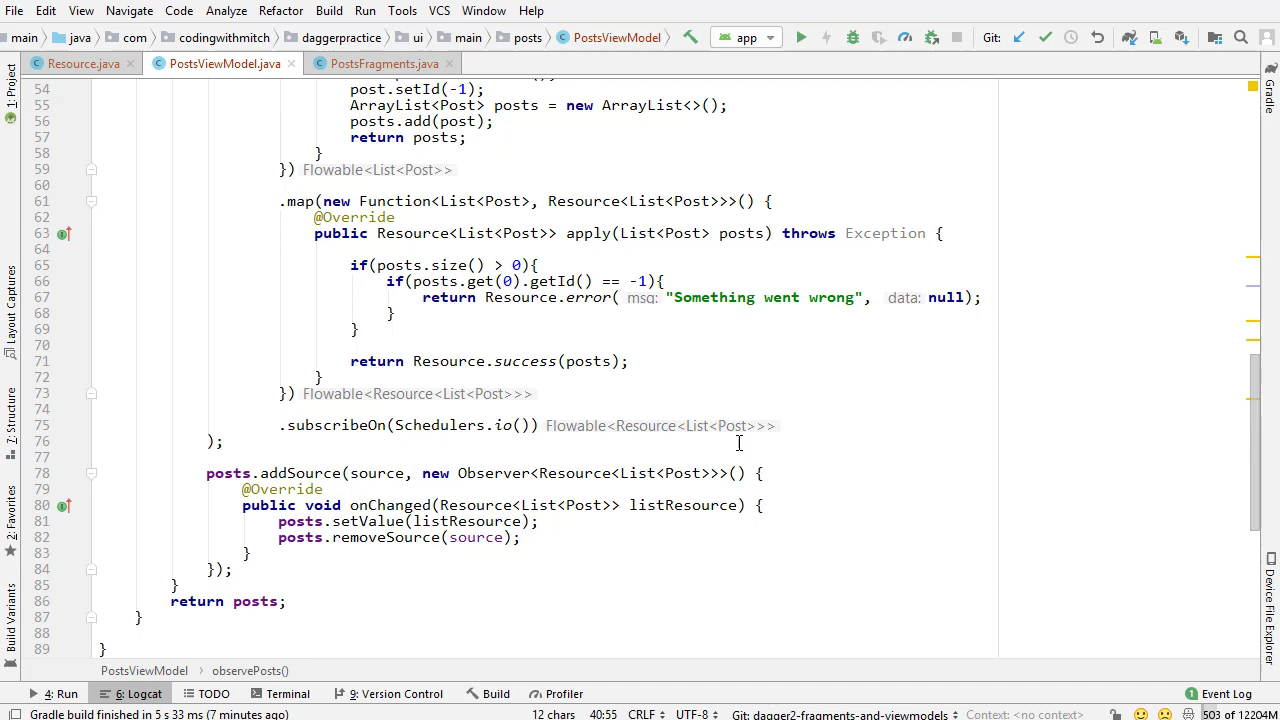 File Edit View Navigate Code Analyze Refactor Build Run Tools VCS Window Help
main java com codingwithmitch daggerpractice ui main posts PostsViewModel app Git:
Resource.java PostsViewModel.java PostsFragments.java
54 post.setId(-1);
55 ArrayList<Post> posts = new ArrayList<>();
56 posts.add(post);
57 return posts;
58 }
59 }) Flowable<List<Post>>
60
61 .map(new Function<List<Post>, Resource<List<Post>>>() {
62 @Override
63 public Resource<List<Post>> apply(List<Post> posts) throws Exception {
64
65 if(posts.size() > 0){
66 if(posts.get(0).getId() == -1){
67 return Resource.error( msg: "Something went wrong", data: null);
68 }
69 }
70
71 return Resource.success(posts);
72 }
73 }) Flowable<Resource<List<Post>>>
74
75 .subscribeOn(Schedulers.io()) Flowable<Resource<List<Post>>>
76 );
77
78 posts.addSource(source, new Observer<Resource<List<Post>>>() {
79 @Override
80 public void onChanged(Resource<List<Post>> listResource) {
81 posts.setValue(listResource);
82 posts.removeSource(source);
83 }
84 });
85 }
86 return posts;
87 }
88
89 }
1: Project
Layout Captures
7: Structure
2: Favorites
Build Variants
Gradle
Device File Explorer
PostsViewModel observePosts()
4: Run 6: Logcat TODO Terminal 9: Version Control Build Profiler 1 Event Log
Gradle build finished in 5 s 33 ms (7 minutes ago) 12 chars 40:55 CRLF UTF-8 Git: dagger2-fragments-and-viewmodels Context: <no context> 503 of 12204M